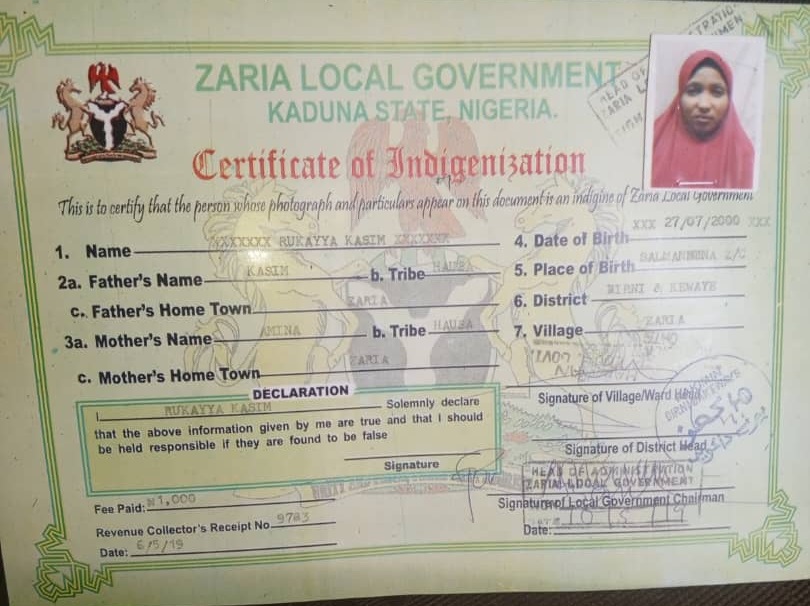 ZARIA LOCAL GOVERNMENT
KADUNA STATE, NIGERIA.
Certificate of Indigenization
This is to certify that the person whose photograph and particulars appear on this document is an indigine of Zaria Local Government
1. Name RUKAYYA KASIM
4. Date of Birth XXX 27/07/2000 XXX
2a. Father's Name KASIM b. Tribe HAUSA
5. Place of Birth
c. Father's Home Town ZARIA
6. District BIRNI & KEWAYE
3a. Mother's Name AMINA b. Tribe HAUSA
7. Village ZARIA
c. Mother's Home Town ZARIA
Signature of Village/Ward Head
DECLARATION
I RUKAYYA KASIM Solemnly declare
that the above information given by me are true and that I should
be held responsible if they are found to be false
Signature
Signature of District Head
HEAD OF ADMINISTRATION
ZARIA LOCAL GOVERNMENT
Signature of Local Government Chairman
Date:
Fee Paid: ₦1,000
Revenue Collector's Receipt No. 9783
Date: 6/5/19